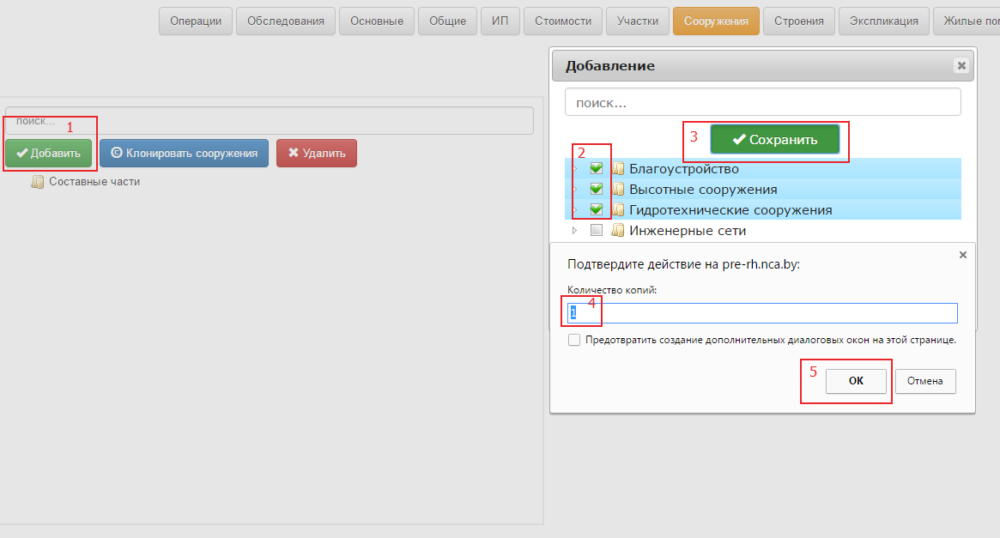 Операции Обследования Основные Общие ИП Стоимости Участки Сооружения Строения Экспликация Жилые по
Добавление
поиск...
3
Сохранить
2
Благоустройство
Высотные сооружения
Гидротехнические сооружения
Инженерные сети
поиск...
1
Добавить Клонировать сооружения Удалить
Составные части
Подтвердите действие на pre-rh.nca.by:
Количество копий:
4
1
Предотвратить создание дополнительных диалоговых окон на этой странице.
5
ОК Отмена